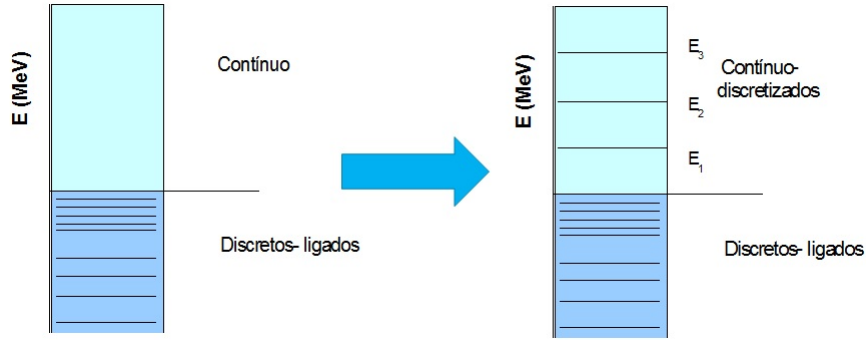 E (MeV)
Contínuo
Discretos- ligados
E (MeV)
E3
Contínuo-
discretizados
E2
E1
Discretos- ligados